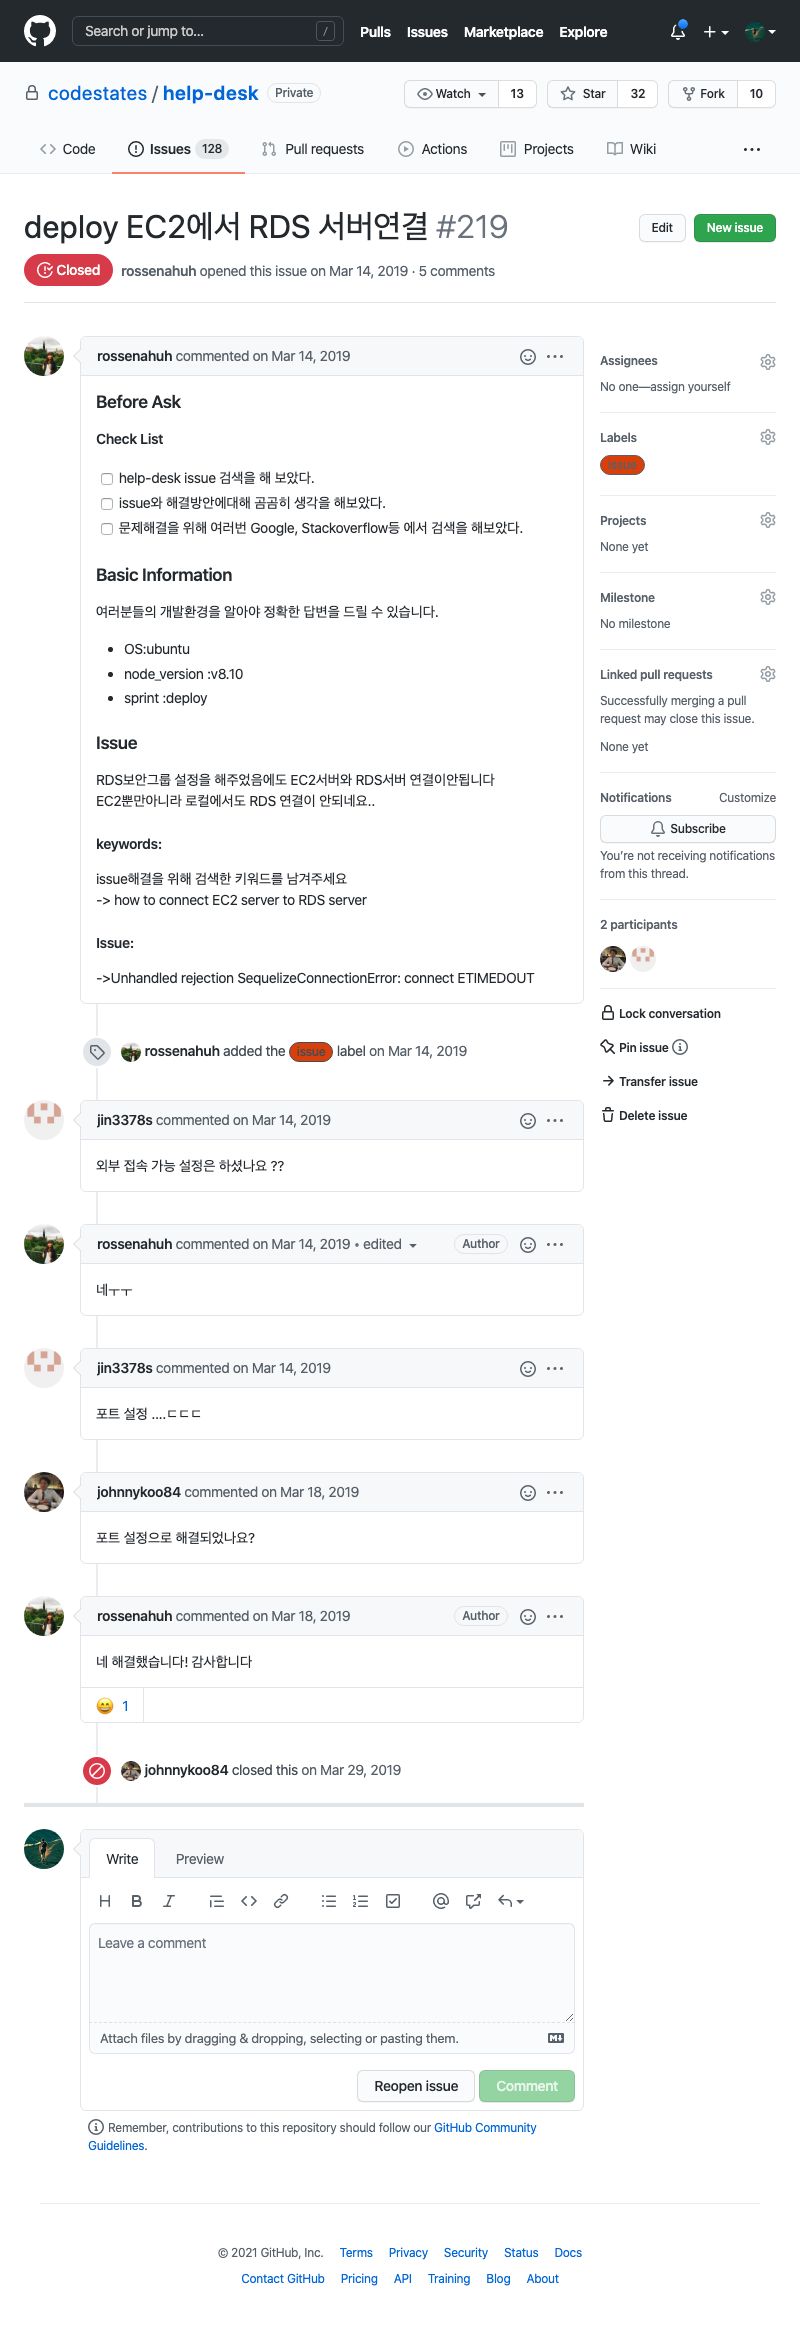 Search or jump to...
/
Pulls
Issues
Marketplace
Explore
codestates / help-desk
Private
Watch
13
Star
32
Fork
10
Code
Issues 128
Pull requests
Actions
Projects
Wiki
deploy EC2에서 RDS 서버연결 #219
Edit
New issue
Closed
rossenahuh opened this issue on Mar 14, 2019 · 5 comments
rossenahuh commented on Mar 14, 2019
Before Ask
Check List
help-desk issue 검색을 해 보았다.
issue와 해결방안에대해 곰곰히 생각을 해보았다.
문제해결을 위해 여러번 Google, Stackoverflow등 에서 검색을 해보았다.
Basic Information
여러분들의 개발환경을 알아야 정확한 답변을 드릴 수 있습니다.
OS:ubuntu
node_version :v8.10
sprint :deploy
Issue
RDS보안그룹 설정을 해주었음에도 EC2서버와 RDS서버 연결이안됩니다
EC2뿐만아니라 로컬에서도 RDS 연결이 안되네요..
keywords:
issue해결을 위해 검색한 키워드를 남겨주세요
-> how to connect EC2 server to RDS server
Issue:
->Unhandled rejection SequelizeConnectionError: connect ETIMEDOUT
Assignees
No one—assign yourself
Labels
issue
Projects
None yet
Milestone
No milestone
Linked pull requests
Successfully merging a pull
request may close this issue.
None yet
Notifications
Customize
Subscribe
You're not receiving notifications
from this thread.
2 participants
Lock conversation
Pin issue
Transfer issue
Delete issue
rossenahuh added the issue label on Mar 14, 2019
jin3378s commented on Mar 14, 2019
외부 접속 가능 설정은 하셨나요 ??
rossenahuh commented on Mar 14, 2019 • edited
Author
네ㅜㅜ
jin3378s commented on Mar 14, 2019
포트 설정 ....ㄷㄷㄷ
johnnykoo84 commented on Mar 18, 2019
포트 설정으로 해결되었나요?
rossenahuh commented on Mar 18, 2019
Author
네 해결했습니다! 감사합니다
1
johnnykoo84 closed this on Mar 29, 2019
Write
Preview
Leave a comment
Attach files by dragging & dropping, selecting or pasting them.
Reopen issue
Comment
Remember, contributions to this repository should follow our GitHub Community
Guidelines.
© 2021 GitHub, Inc.
Terms
Privacy
Security
Status
Docs
Contact GitHub
Pricing
API
Training
Blog
About